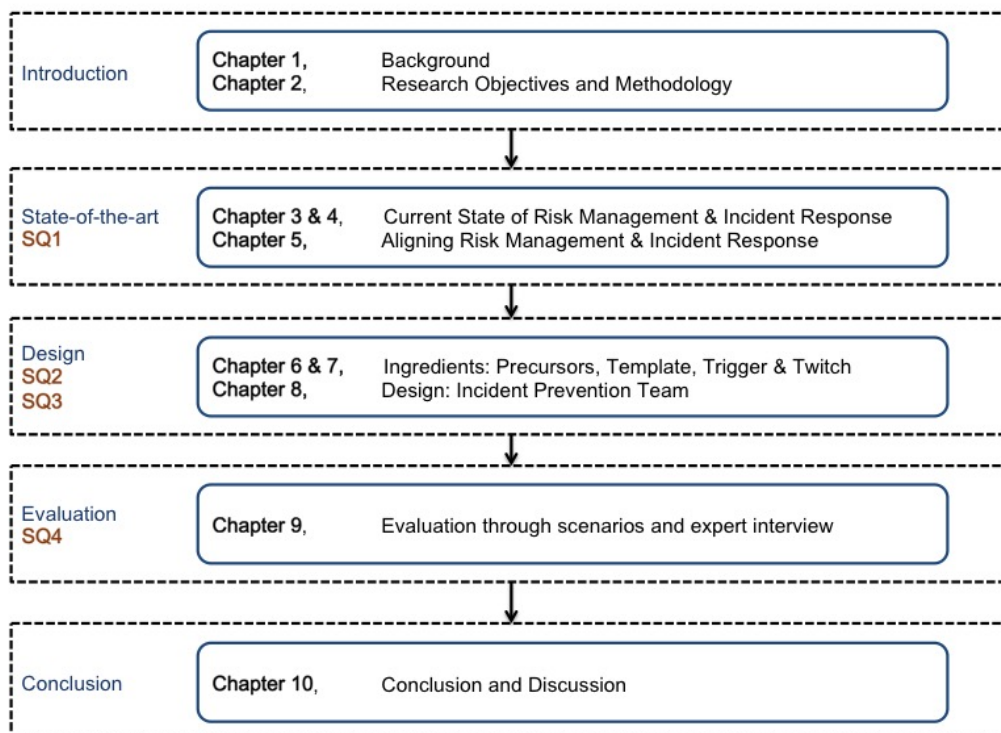 Introduction
Chapter 1, Background
Chapter 2, Research Objectives and Methodology
State-of-the-art
SQ1
Chapter 3 & 4, Current State of Risk Management & Incident Response
Chapter 5, Aligning Risk Management & Incident Response
Design
SQ2
SQ3
Chapter 6 & 7, Ingredients: Precursors, Template, Trigger & Twitch
Chapter 8, Design: Incident Prevention Team
Evaluation
SQ4
Chapter 9, Evaluation through scenarios and expert interview
Conclusion
Chapter 10, Conclusion and Discussion